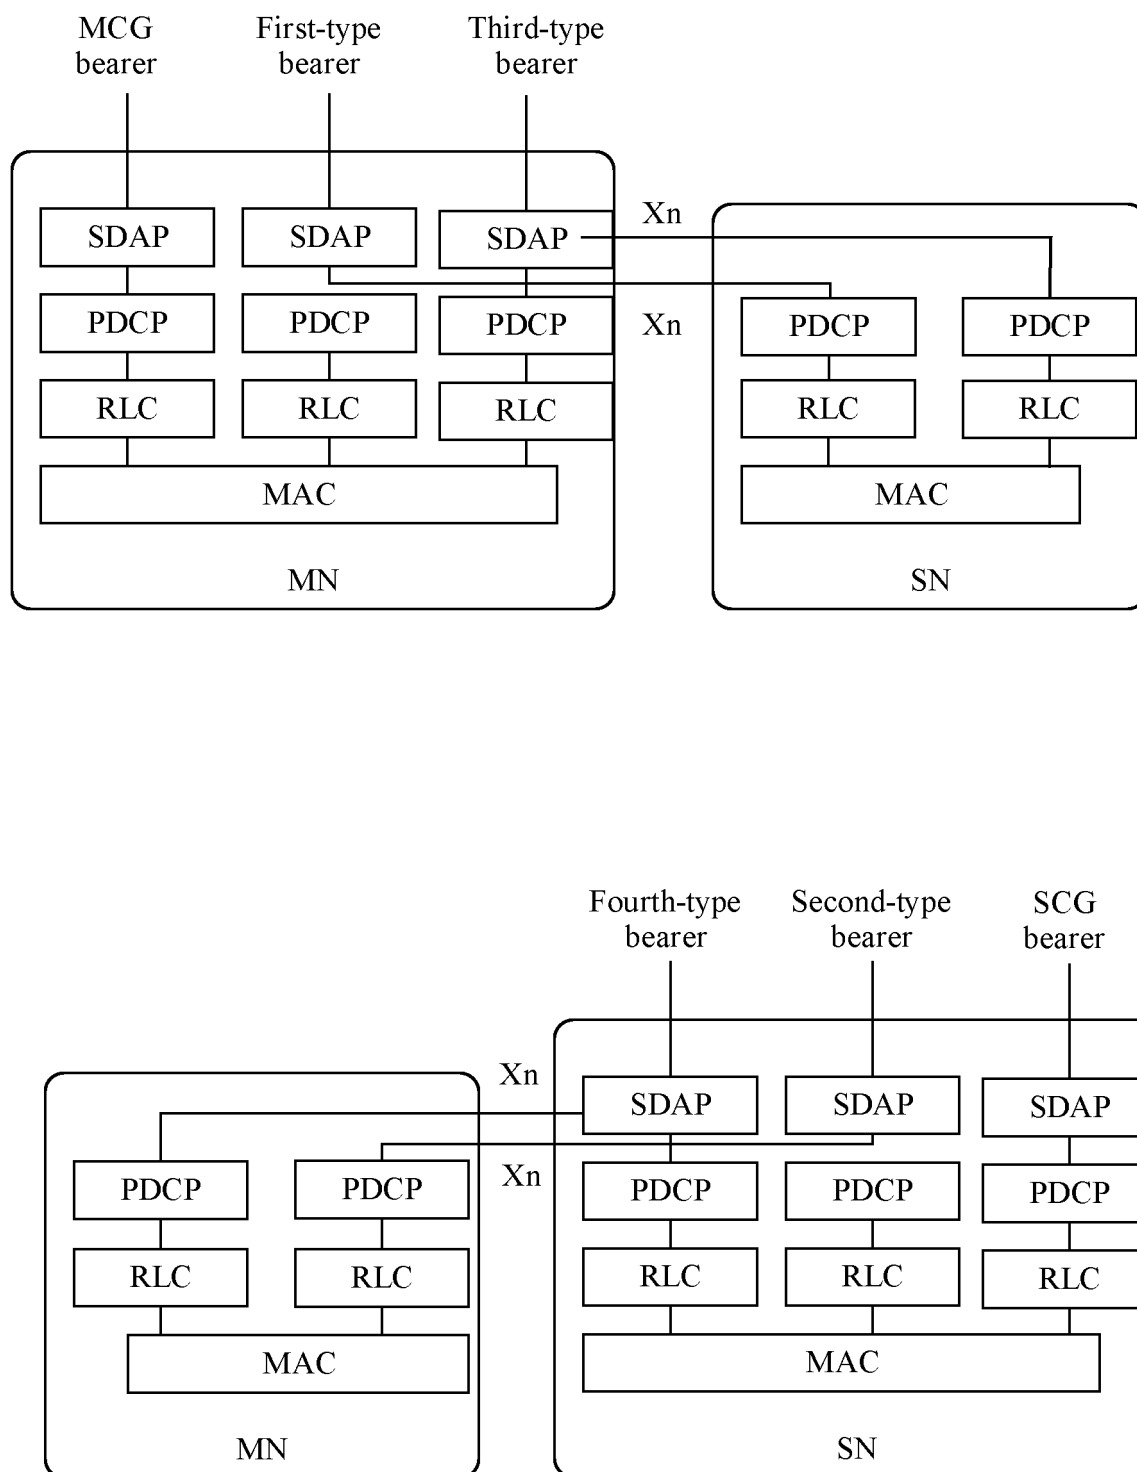 MCG
bearer
First-type
bearer
Third-type
bearer
SDAP
SDAP
SDAP
Xn
PDCP
PDCP
PDCP
Xn
PDCP
PDCP
RLC
RLC
RLC
RLC
RLC
MAC
MAC
MN
SN
Fourth-type
bearer
Second-type
bearer
SCG
bearer
Xn
SDAP
SDAP
SDAP
PDCP
PDCP
Xn
PDCP
PDCP
PDCP
RLC
RLC
RLC
RLC
RLC
MAC
MAC
MN
SN